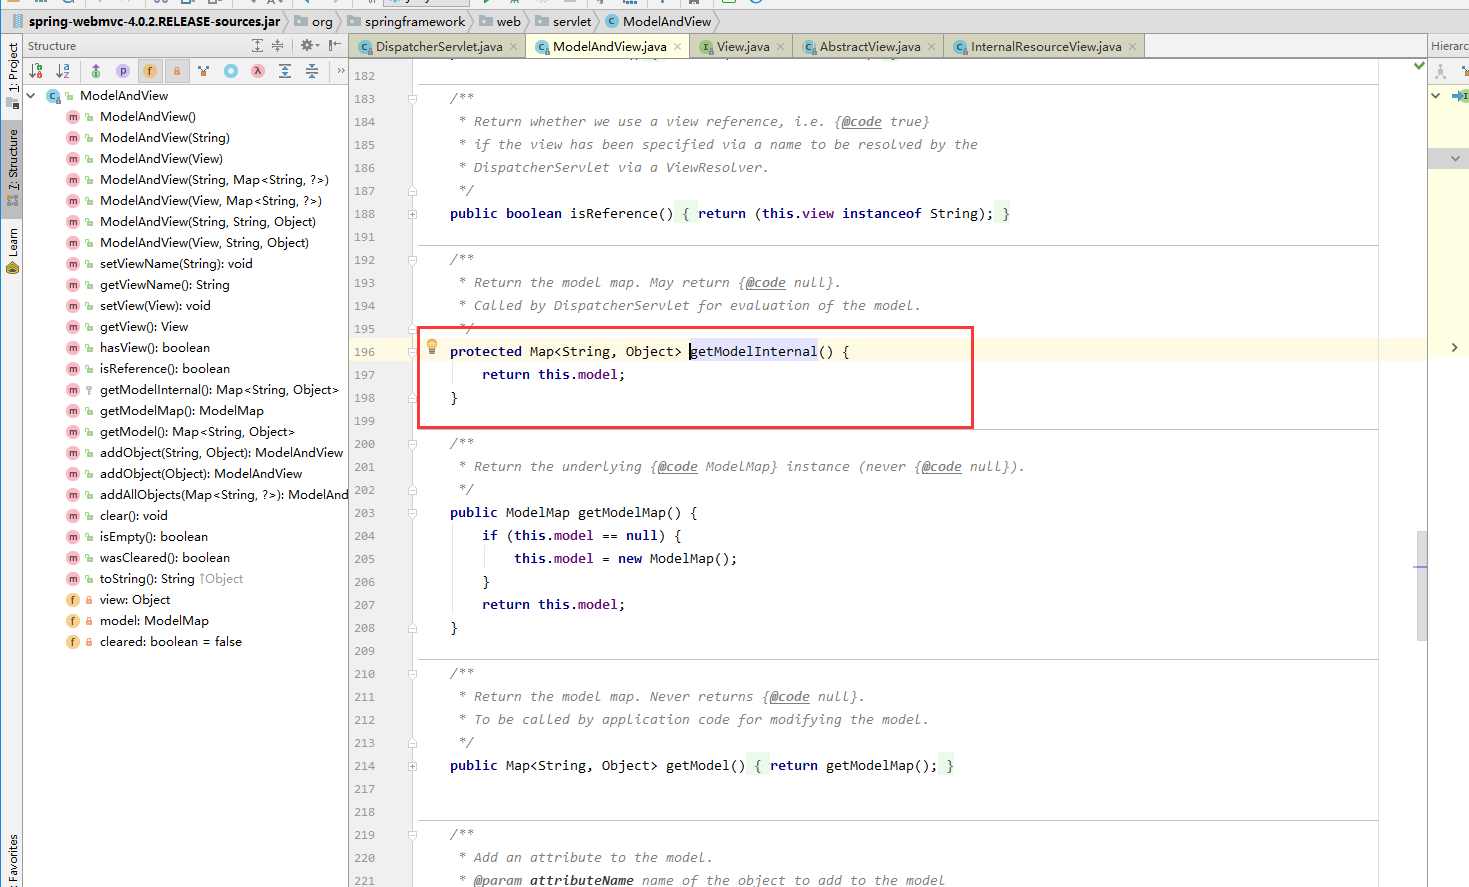 spring-webmvc-4.0.2.RELEASE-sources.jar org springframework web servlet ModelAndView
1: Project
7: Structure
Learn
Favorites
Structure
ModelAndView
ModelAndView()
ModelAndView(String)
ModelAndView(View)
ModelAndView(String, Map<String, ?>)
ModelAndView(View, Map<String, ?>)
ModelAndView(String, String, Object)
ModelAndView(View, String, Object)
setViewName(String): void
getViewName(): String
setView(View): void
getView(): View
hasView(): boolean
isReference(): boolean
getModelInternal(): Map<String, Object>
getModelMap(): ModelMap
getModel(): Map<String, Object>
addObject(String, Object): ModelAndView
addObject(Object): ModelAndView
addAllObjects(Map<String, ?>): ModelAnd
clear(): void
isEmpty(): boolean
wasCleared(): boolean
toString(): String ↑Object
view: Object
model: ModelMap
cleared: boolean = false
DispatcherServlet.java ModelAndView.java View.java AbstractView.java InternalResourceView.java
Hierarc
182
183 /**
184 * Return whether we use a view reference, i.e. {@code true}
185 * if the view has been specified via a name to be resolved by the
186 * DispatcherServlet via a ViewResolver.
187 */
188 public boolean isReference() { return (this.view instanceof String); }
191
192 /**
193 * Return the model map. May return {@code null}.
194 * Called by DispatcherServlet for evaluation of the model.
195 */
196 protected Map<String, Object> getModelInternal() {
197 return this.model;
198 }
199
200 /**
201 * Return the underlying {@code ModelMap} instance (never {@code null}).
202 */
203 public ModelMap getModelMap() {
204 if (this.model == null) {
205 this.model = new ModelMap();
206 }
207 return this.model;
208 }
209
210 /**
211 * Return the model map. Never returns {@code null}.
212 * To be called by application code for modifying the model.
213 */
214 public Map<String, Object> getModel() { return getModelMap(); }
217
218
219 /**
220 * Add an attribute to the model.
221 * @param attributeName name of the object to add to the model